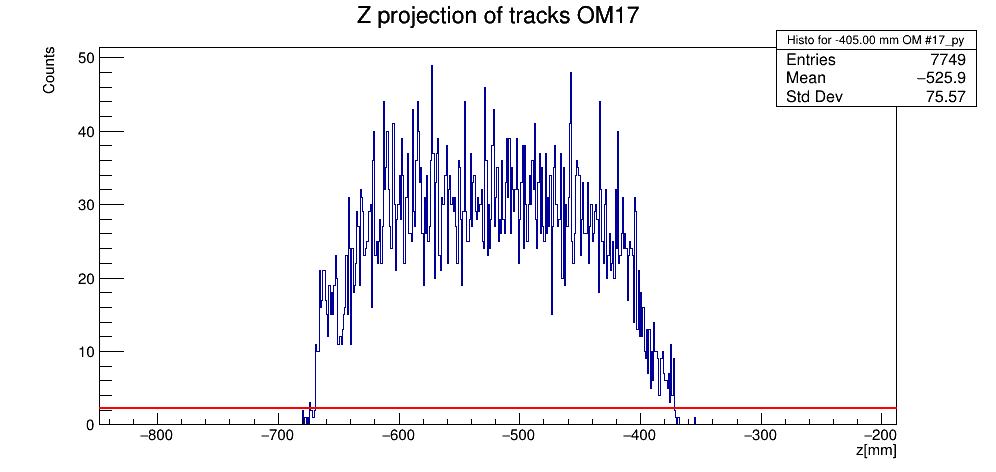 Z projection of tracks OM17
Histo for -405.00 mm OM #17_py
Entries 7749
Mean −525.9
Std Dev 75.57
Counts
50
40
30
20
10
0
−800 −700 −600 −500 −400 −300 −200
z[mm]